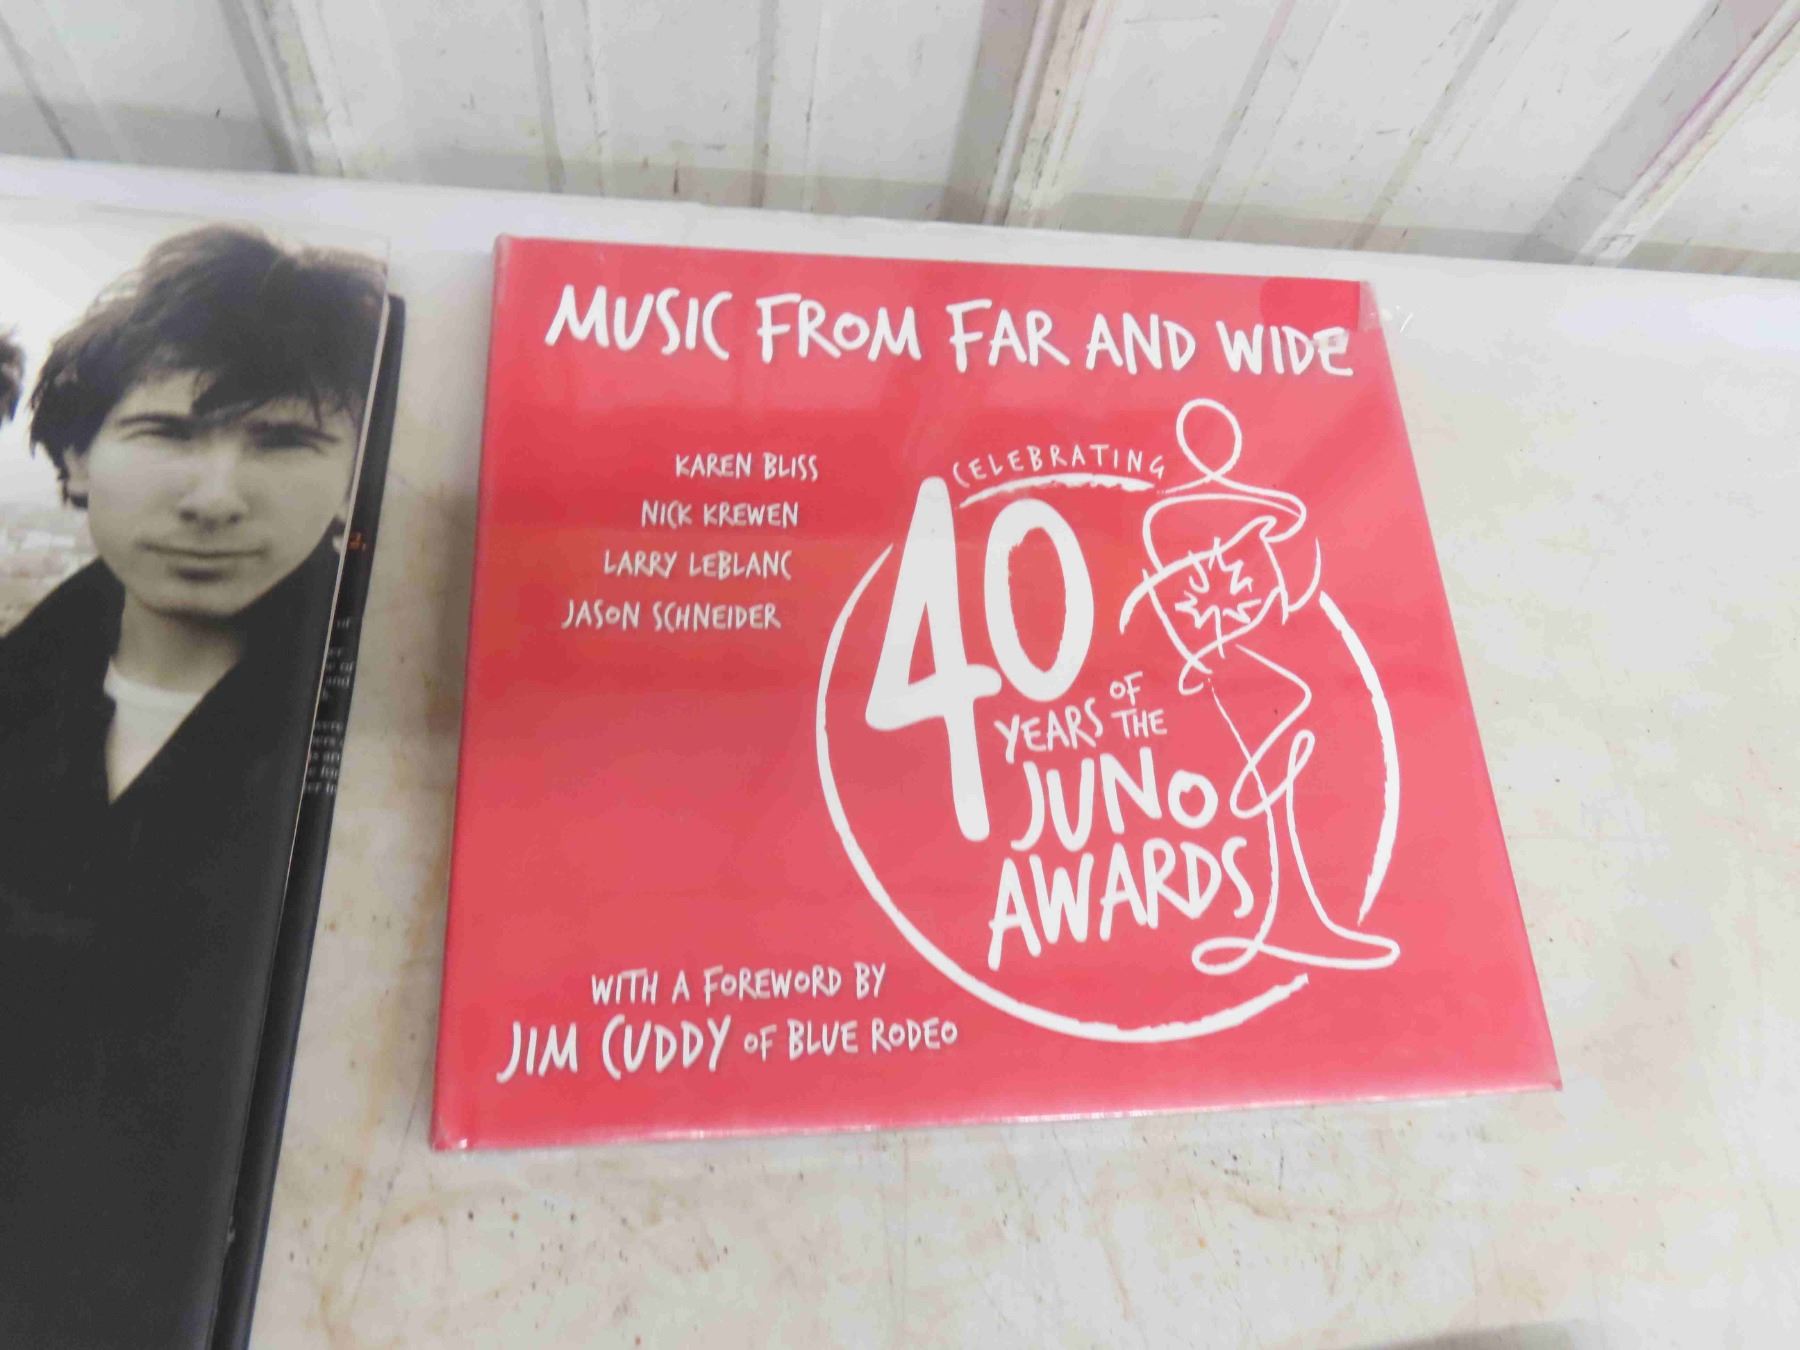 MUSIC FROM FAR AND WIDE
KAREN BLISS
NICK KREWEN
LARRY LEBLANC
JASON SCHNEIDER
CELEBRATING
40
YEARS OF THE
JUNO
AWARDS
WITH A FOREWORD BY
JIM CUDDY OF BLUE RODEO